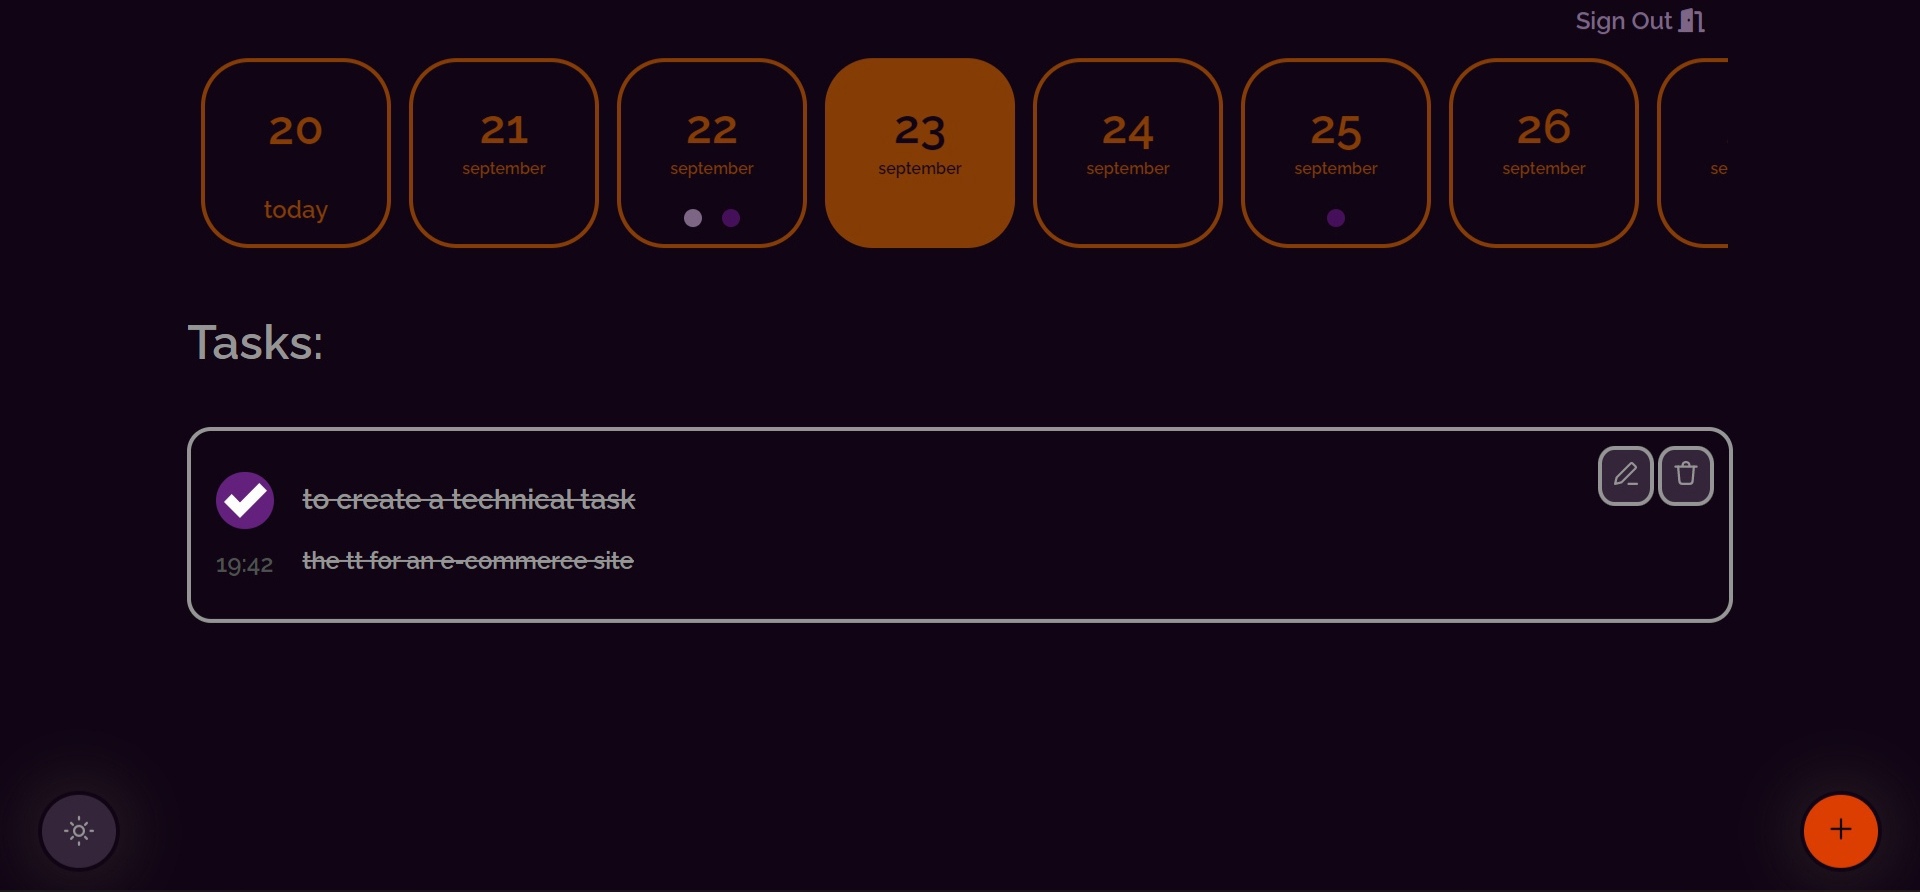 Sign Out
20
today
21
september
22
september
23
september
24
september
25
september
26
september
se
Tasks:
to create a technical task
19:42
the tt for an e-commerce site